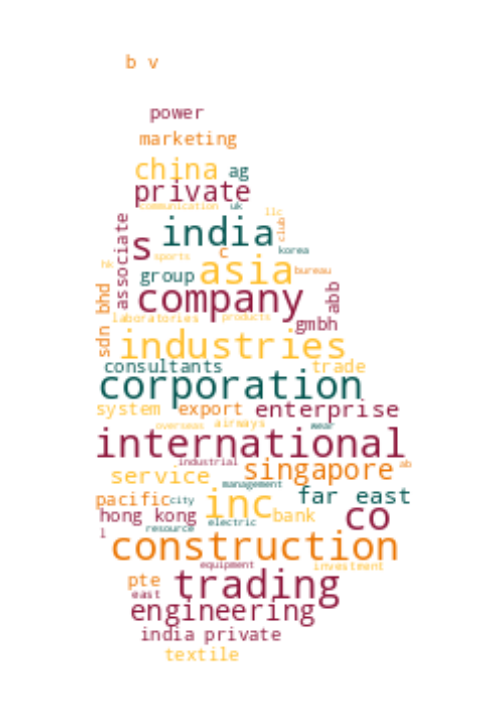 b v
power
marketing
china ag
private
communication uk
llc
associate
s india club
korea
c
sports
hk
asia bureau
group
company abb
sdn bhd
laboratories products
gmbh
industries
consultants trade
corporation
system export enterprise
overseas airways wear
international
industrial singapore ab
service management
pacific city inc far east
hong kong bank co
resource electric
l
construction
equipment investment
pte trading
east
engineering
india private
textile